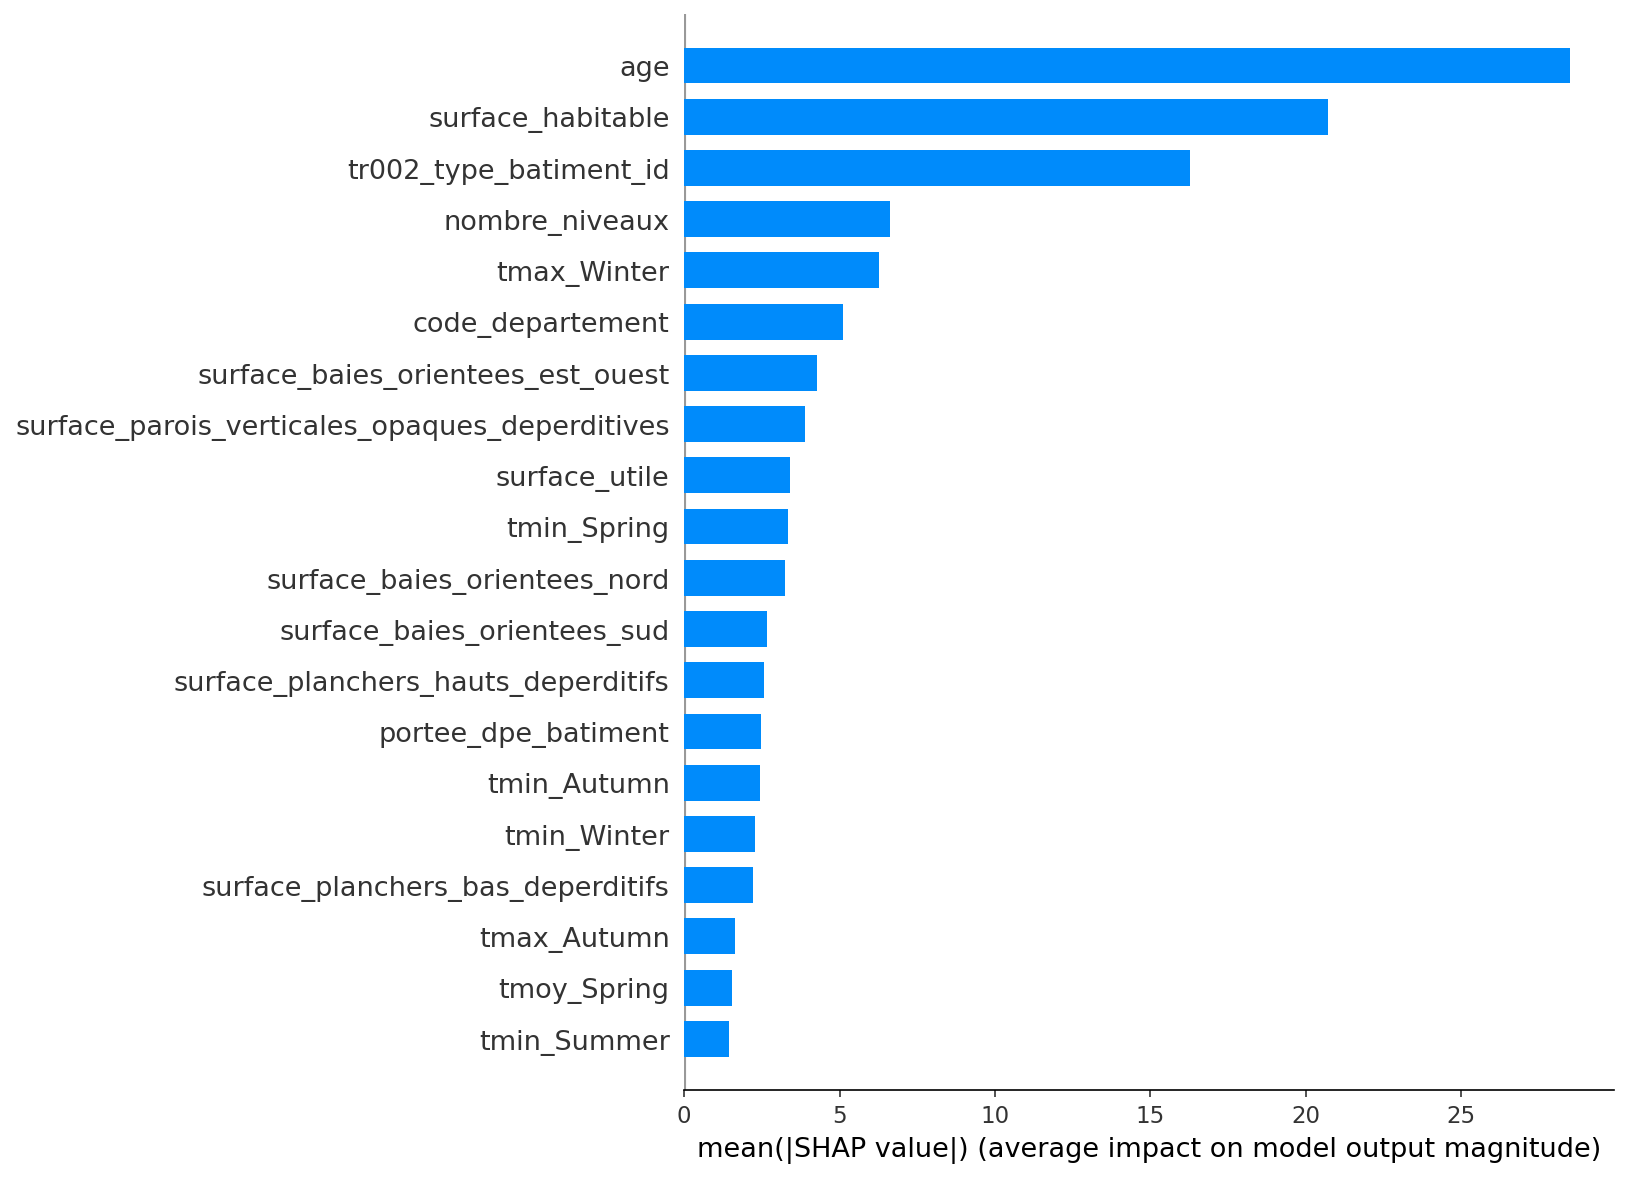 age
surface_habitable
tr002_type_batiment_id
nombre_niveaux
tmax_Winter
code_departement
surface_baies_orientees_est_ouest
surface_parois_verticales_opaques_deperditives
surface_utile
tmin_Spring
surface_baies_orientees_nord
surface_baies_orientees_sud
surface_planchers_hauts_deperditifs
portee_dpe_batiment
tmin_Autumn
tmin_Winter
surface_planchers_bas_deperditifs
tmax_Autumn
tmoy_Spring
tmin_Summer
0 5 10 15 20 25
mean(|SHAP value|) (average impact on model output magnitude)